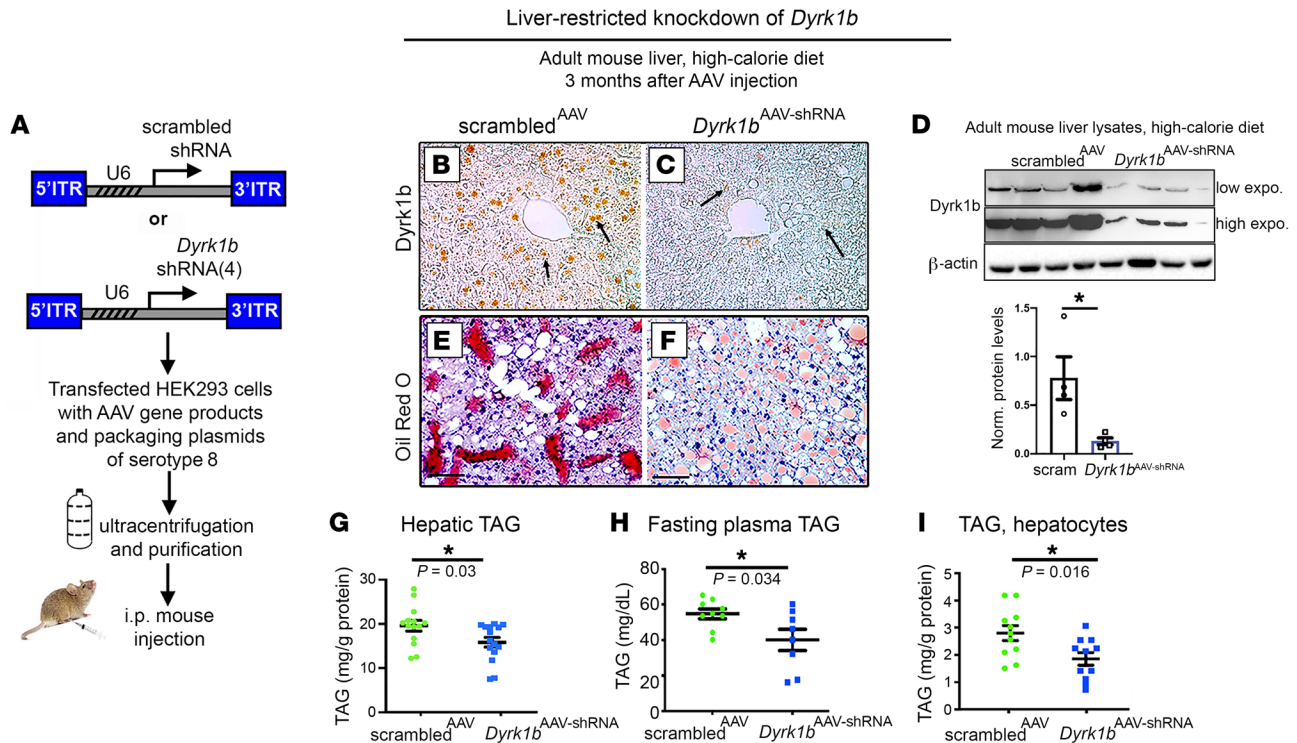 Liver-restricted knockdown of Dyrk1b
Adult mouse liver, high-calorie diet
3 months after AAV injection
A
scrambled
shRNA
5'ITR
U6
3'ITR
or
Dyrk1b
shRNA(4)
5'ITR
U6
3'ITR
Transfected HEK293 cells
with AAV gene products
and packaging plasmids
of serotype 8
ultracentrifugation
and purification
i.p. mouse
injection
scrambledAAV
Dyrk1bAAV-shRNA
B
C
Dyrk1b
E
F
Oil Red O
D
Adult mouse liver lysates, high-calorie diet
scrambledAAV Dyrk1bAAV-shRNA
Dyrk1b
low expo.
high expo.
β-actin
*
Norm. protein levels
1.5
1.0
0.5
0.0
scram Dyrk1bAAV-shRNA
G Hepatic TAG
*
P = 0.03
TAG (mg/g protein)
30
20
10
0
scrambledAAV Dyrk1bAAV-shRNA
H Fasting plasma TAG
*
P = 0.034
TAG (mg/dL)
80
60
40
20
0
scrambledAAV Dyrk1bAAV-shRNA
I TAG, hepatocytes
*
P = 0.016
TAG (mg/g protein)
5
4
3
2
1
0
scrambledAAV Dyrk1bAAV-shRNA